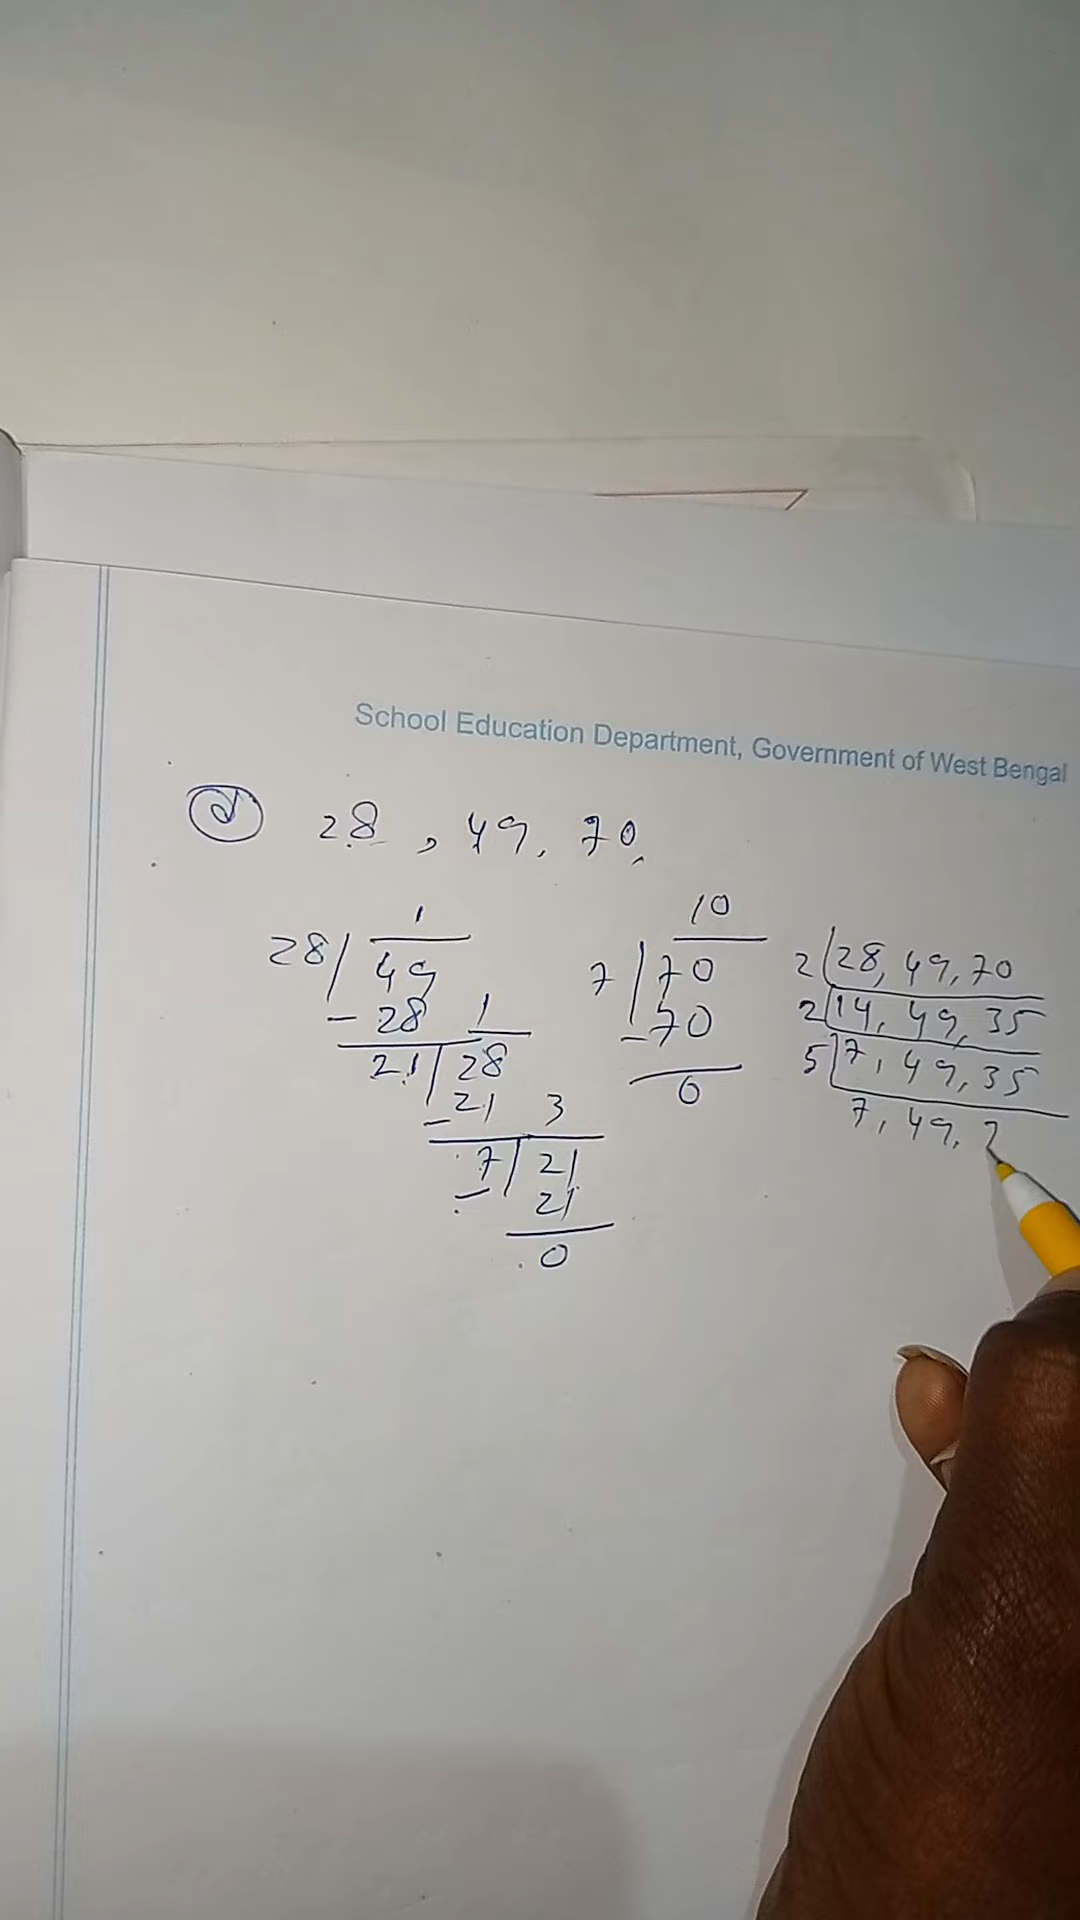 School Education Department, Government of West Bengal
d 28, 49, 70,
1
28 49
- 28 1
21 28
- 21 3
7 21
- 21
0
10
7 70
- 70
0
2 28, 49, 70
2 14, 49, 35
5 7, 49, 35
7, 49,